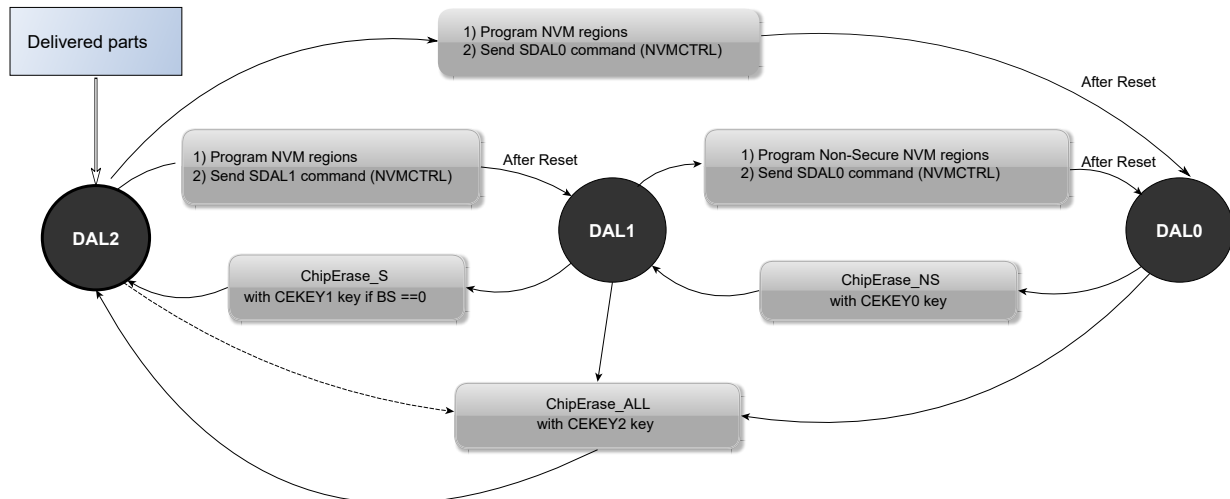 Delivered parts
1) Program NVM regions
2) Send SDAL0 command (NVMCTRL)
After Reset
1) Program NVM regions
2) Send SDAL1 command (NVMCTRL)
After Reset
1) Program Non-Secure NVM regions
2) Send SDAL0 command (NVMCTRL)
After Reset
DAL2
DAL1
DAL0
ChipErase_S
with CEKEY1 key if BS ==0
ChipErase_NS
with CEKEY0 key
ChipErase_ALL
with CEKEY2 key